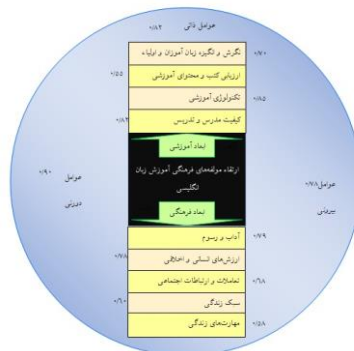 ۰/۸۲ عوامل ذاتی
نگرش و انگیزه زبان آموزان و اولیاء ۰/۷۰
۰/۵۵ ارزیابی کتب و محتوای آموزشی
تکنولوژی آموزشی ۰/۸۵
۰/۸۲ کیفیت مدرس و تدریس
ابعاد آموزشی
ارتقاء مولفه‌های فرهنگی آموزش زبان
انگلیسی
۰/۹۰ عوامل
درونی
عوامل ۰/۷۸
بیرونی
ابعاد فرهنگی
آداب و رسوم ۰/۷۹
۰/۷۸ ارزش‌های انسانی و اخلاقی
تعاملات و ارتباطات اجتماعی ۰/۶۸
۰/۶۰ سبک زندگی
مهارت‌های زندگی ۰/۵۸